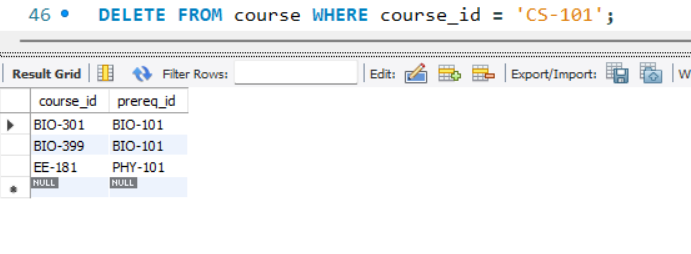 46 DELETE FROM course WHERE course_id = 'CS-101';
Result Grid Filter Rows: Edit: Export/Import: W
course_id prereq_id
BIO-301 BIO-101
BIO-399 BIO-101
EE-181 PHY-101
NULL NULL